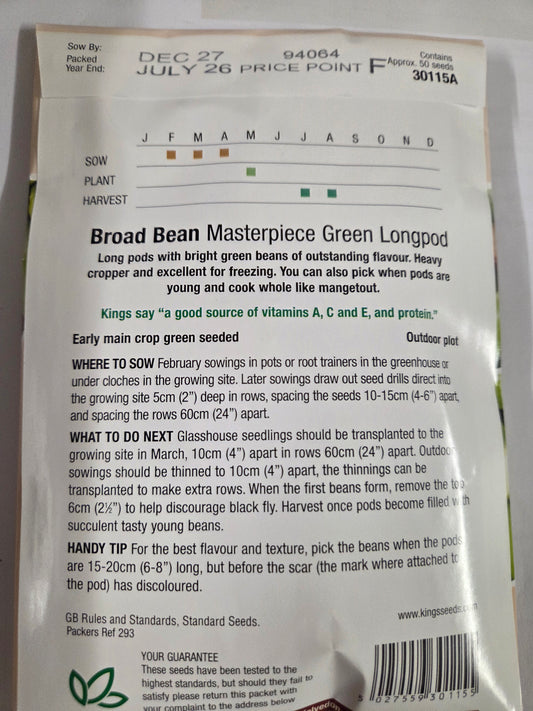 Sow By:
Packed
Year End:
DEC 27 94064
JULY 26 PRICE POINT F
Contains
Approx. 50 seeds
30115A
J F M A M J J A S O N D
SOW
PLANT
HARVEST
Broad Bean Masterpiece Green Longpod
Long pods with bright green beans of outstanding flavour. Heavy
cropper and excellent for freezing. You can also pick when pods are
young and cook whole like mangetout.
Kings say “a good source of vitamins A, C and E, and protein.”
Early main crop green seeded Outdoor plot
WHERE TO SOW February sowings in pots or root trainers in the greenhouse or
under cloches in the growing site. Later sowings draw out seed drills direct into
the growing site 5cm (2”) deep in rows, spacing the seeds 10-15cm (4-6”) apart,
and spacing the rows 60cm (24”) apart.
WHAT TO DO NEXT Glasshouse seedlings should be transplanted to the
growing site in March, 10cm (4”) apart in rows 60cm (24”) apart. Outdoor
sowings should be thinned to 10cm (4”) apart, the thinnings can be
transplanted to make extra rows. When the first beans form, remove the top
6cm (2½”) to help discourage black fly. Harvest once pods become filled with
succulent tasty young beans.
HANDY TIP For the best flavour and texture, pick the beans when the pods
are 15-20cm (6-8”) long, but before the scar (the mark where attached to
the pod) has discoloured.
GB Rules and Standards, Standard Seeds.
Packers Ref 293
www.kingsseeds.com
YOUR GUARANTEE
These seeds have been tested to the
highest standards, but should they fail to
satisfy please return this packet with
your complaint to the address below
5 027559 301155